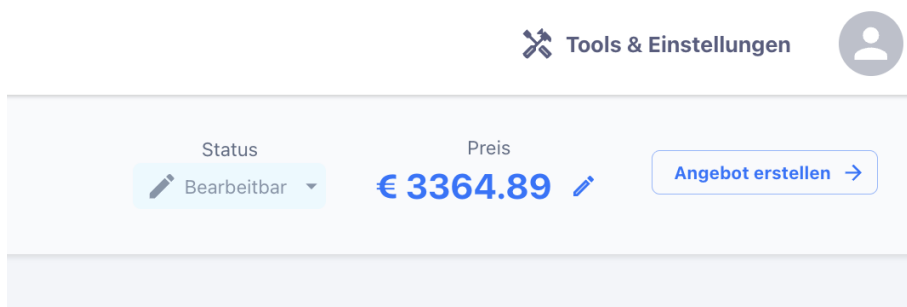 Tools & Einstellungen
Status
Bearbeitbar
Preis
€ 3364.89
Angebot erstellen